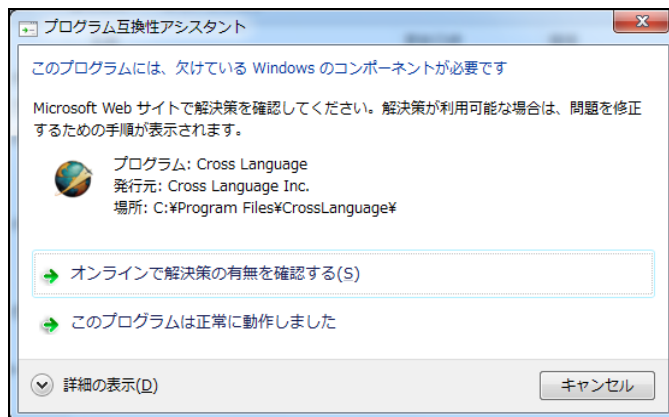 プログラム互換性アシスタント
このプログラムには、欠けている Windows のコンポーネントが必要です
Microsoft Web サイトで解決策を確認してください。解決策が利用可能な場合は、問題を修正
するための手順が表示されます。
プログラム: Cross Language
発行元: Cross Language Inc.
場所: C:¥Program Files¥CrossLanguage¥
オンラインで解決策の有無を確認する(S)
このプログラムは正常に動作しました
詳細の表示(D)
キャンセル